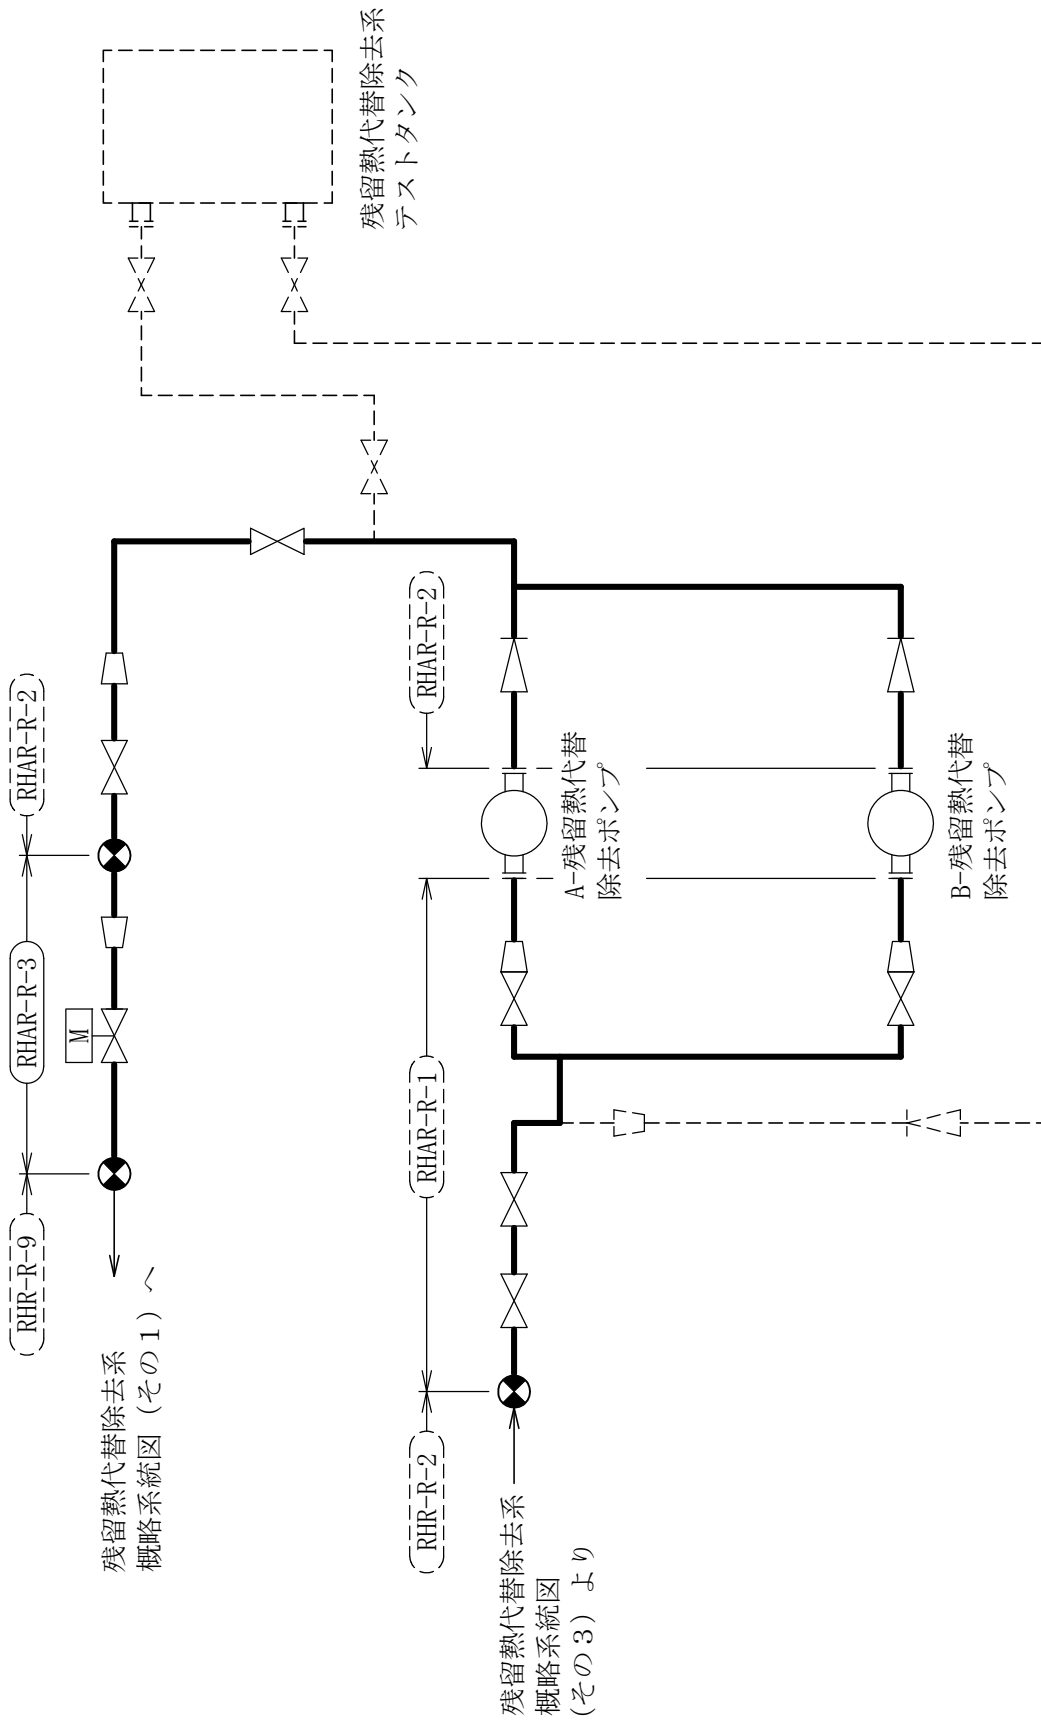 RHR-R-9
RHAR-R-3
RHAR-R-2
M
残留熱代替除去系
概略系統図（その１）へ
残留熱代替除去系
テストタンク
RHR-R-2
RHAR-R-1
RHAR-R-2
残留熱代替除去系
概略系統図
（その３）より
A-残留熱代替
除去ポンプ
B-残留熱代替
除去ポンプ